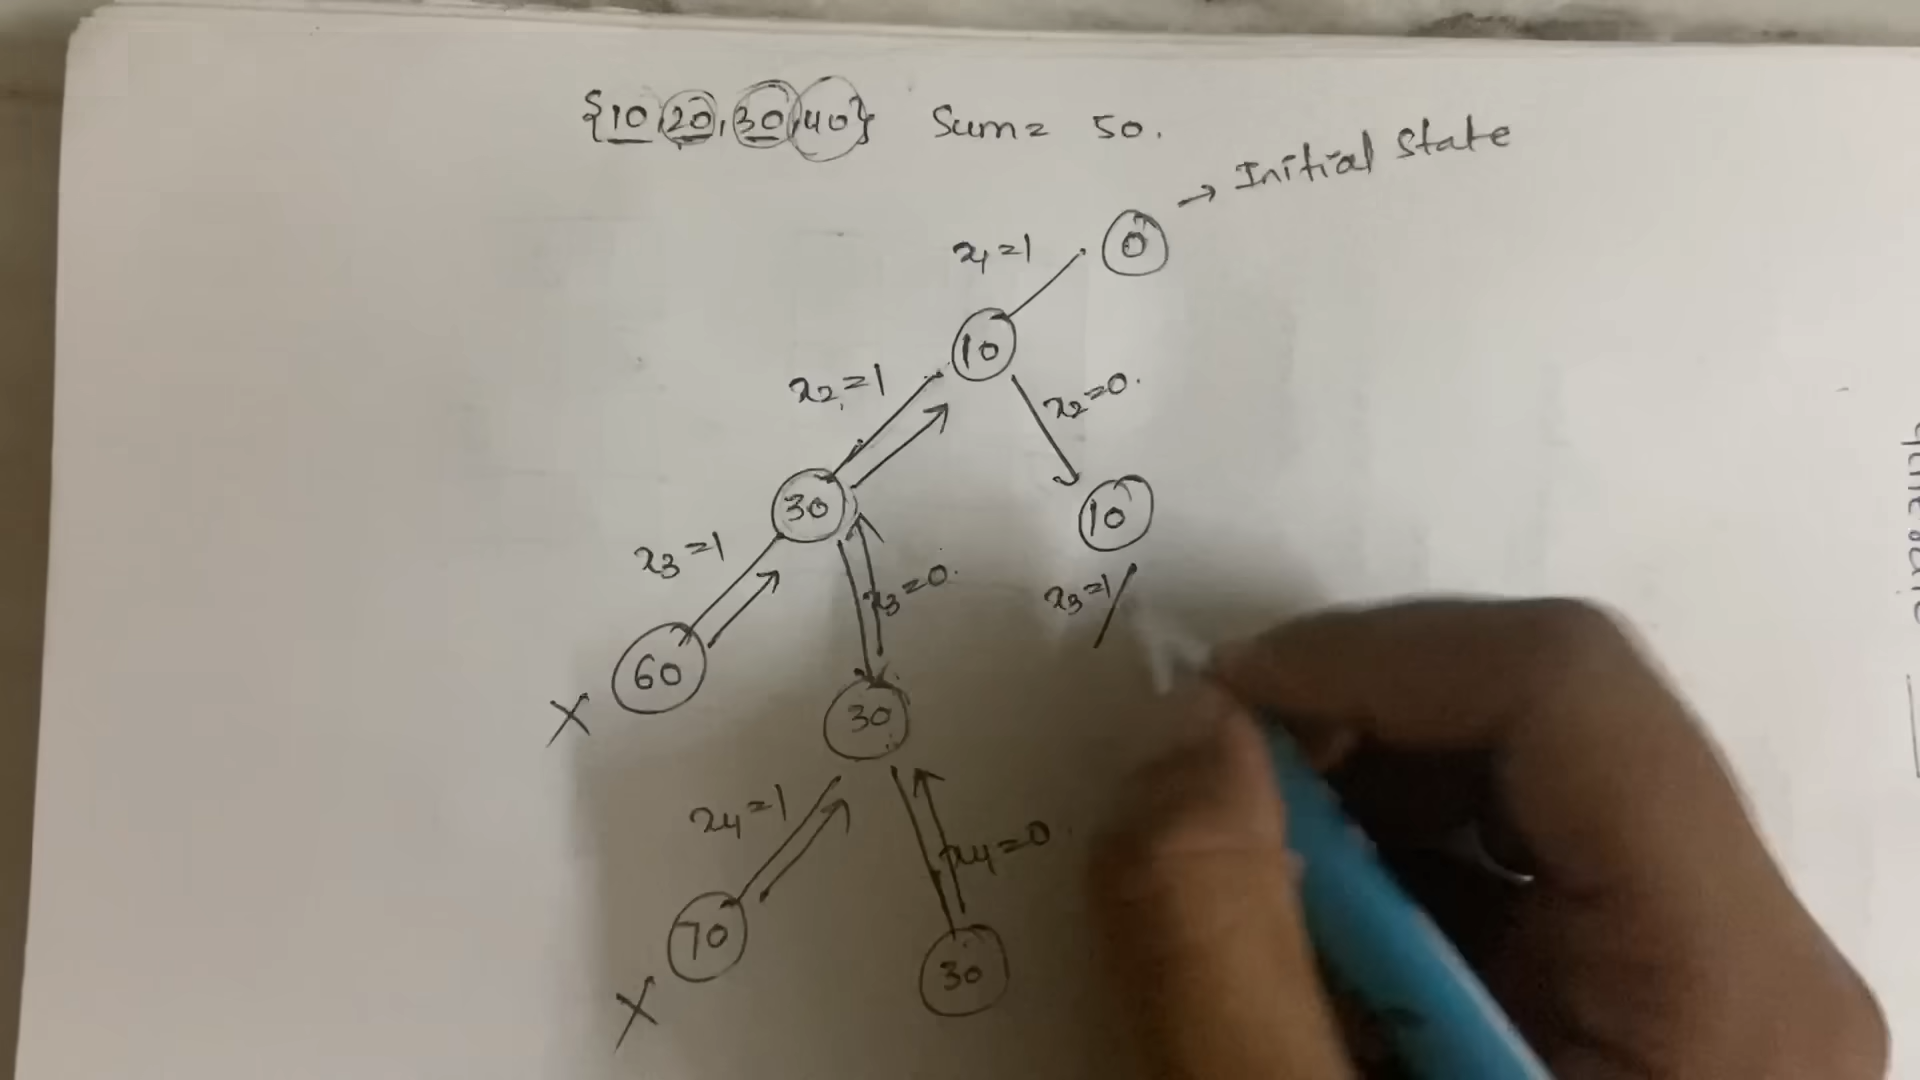 {10,20,30,40} Sum= 50.
→ Initial State
0
x1=1
10
x2=1
x2=0.
30
10
x3=1
x3=0.
x3=1
60
X
30
x4=1
x4=0.
70
30
X